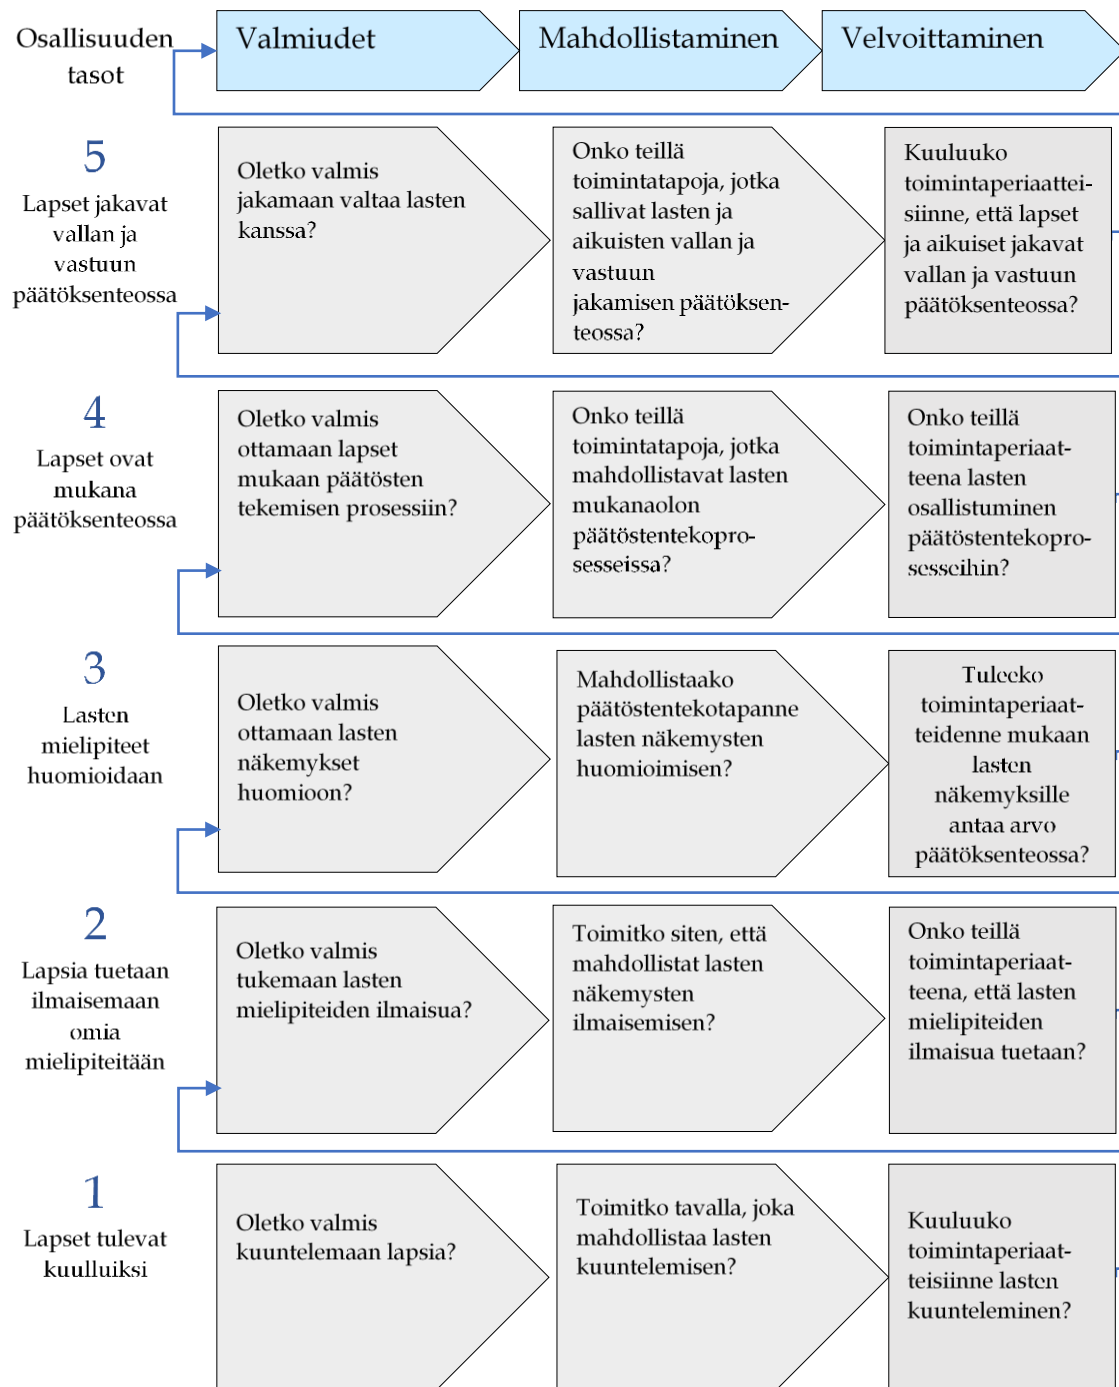 Osallisuuden
tasot
Valmiudet
Mahdollistaminen
Velvoittaminen
5
Lapset jakavat
vallan ja
vastuun
päätöksenteossa
Oletko valmis
jakamaan valtaa lasten
kanssa?
Onko teillä
toimintatapoja, jotka
sallivat lasten ja
aikuisten vallan ja
vastuun
jakamisen päätöksen-
teossa?
Kuuluuko
toimintaperiaattei-
siinne, että lapset
ja aikuiset jakavat
vallan ja vastuun
päätöksenteossa?
4
Lapset ovat
mukana
päätöksenteossa
Oletko valmis
ottamaan lapset
mukaan päätösten
tekemisen prosessiin?
Onko teillä
toimintatapoja, jotka
mahdollistavat lasten
mukanaolon
päätöstentekopro-
sesseissa?
Onko teillä
toimintaperiaat-
teena lasten
osallistuminen
päätöstentekopro-
sesseihin?
3
Lasten
mielipiteet
huomioidaan
Oletko valmis
ottamaan lasten
näkemykset
huomioon?
Mahdollistaako
päätöstentekotapanne
lasten näkemysten
huomioimisen?
Tuleeko
toimintaperiaat-
teidenne mukaan
lasten
näkemyksille
antaa arvo
päätöksenteossa?
2
Lapsia tuetaan
ilmaisemaan
omia
mielipiteitään
Oletko valmis
tukemaan lasten
mielipiteiden ilmaisua?
Toimitko siten, että
mahdollistat lasten
näkemysten
ilmaisemisen?
Onko teillä
toimintaperiaat-
teena, että lasten
mielipiteiden
ilmaisua tuetaan?
1
Lapset tulevat
kuulluiksi
Oletko valmis
kuuntelemaan lapsia?
Toimitko tavalla, joka
mahdollistaa lasten
kuuntelemisen?
Kuuluuko
toimintaperiaat-
teisiinne lasten
kuunteleminen?